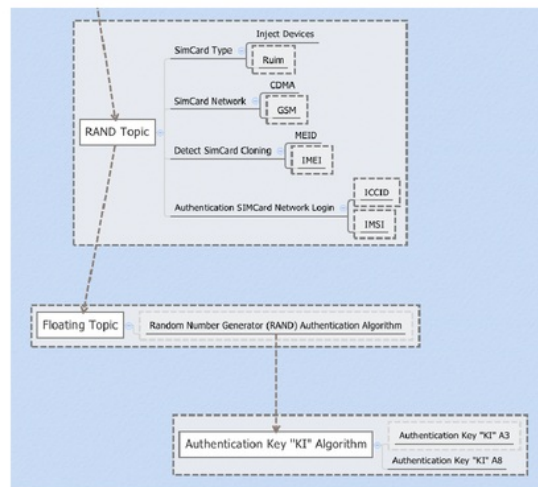 Inject Devices
SimCard Type
Ruim
CDMA
SimCard Network
GSM
RAND Topic
MEID
Detect SimCard Cloning
IMEI
ICCID
Authentication SIMCard Network Login
IMSI
Floating Topic
Random Number Generator (RAND) Authentication Algorithm
Authentication Key "KI" Algorithm
Authentication Key "KI" A3
Authentication Key "KI" A8